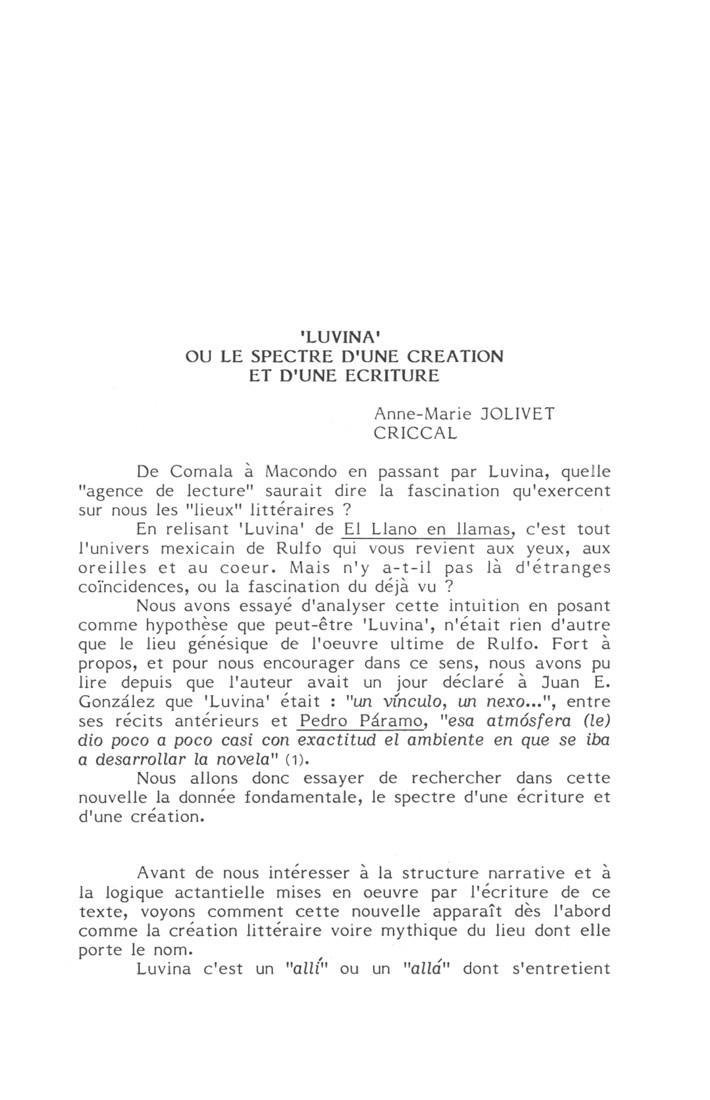 'LUVINA'
OU LE SPECTRE D'UNE CREATION
ET D'UNE ECRITURE
Anne-Marie JOLIVET
CRICCAL
De Comala à Macondo en passant par Luvina, quelle
"agence de lecture" saurait dire la fascination qu'exercent
sur nous les "lieux" littéraires ?
En relisant 'Luvina' de El Llano en llamas, c'est tout
l'univers mexicain de Rulfo qui vous revient aux yeux, aux
oreilles et au coeur. Mais n'y a-t-il pas là d'étranges
coïncidences, ou la fascination du déjà vu ?
Nous avons essayé d'analyser cette intuition en posant
comme hypothèse que peut-être 'Luvina', n'était rien d'autre
que le lieu génésique de l'oeuvre ultime de Rulfo. Fort à
propos, et pour nous encourager dans ce sens, nous avons pu
lire depuis que l'auteur avait un jour déclaré à Juan E.
González que 'Luvina' était : "un vínculo, un nexo...", entre
ses récits antérieurs et Pedro Páramo, "esa atmósfera (le)
dio poco a poco casi con exactitud el ambiente en que se iba
a desarrollar la novela" (1).
Nous allons donc essayer de rechercher dans cette
nouvelle la donnée fondamentale, le spectre d'une écriture et
d'une création.
Avant de nous intéresser à la structure narrative et à
la logique actantielle mises en oeuvre par l'écriture de ce
texte, voyons comment cette nouvelle apparaît dès l'abord
comme la création littéraire voire mythique du lieu dont elle
porte le nom.
Luvina c'est un "allí" ou un "allá" dont s'entretient